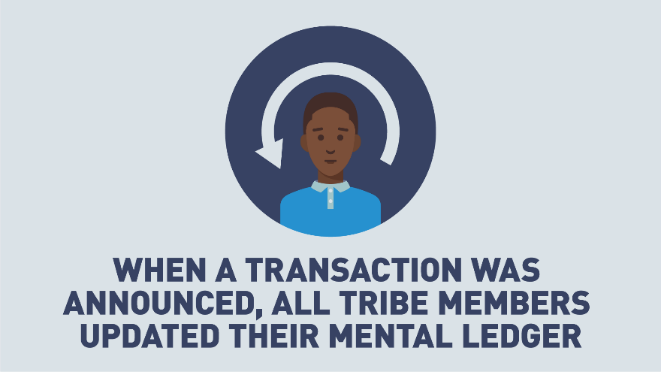 WHEN A TRANSACTION WAS
ANNOUNCED, ALL TRIBE MEMBERS
UPDATED THEIR MENTAL LEDGER